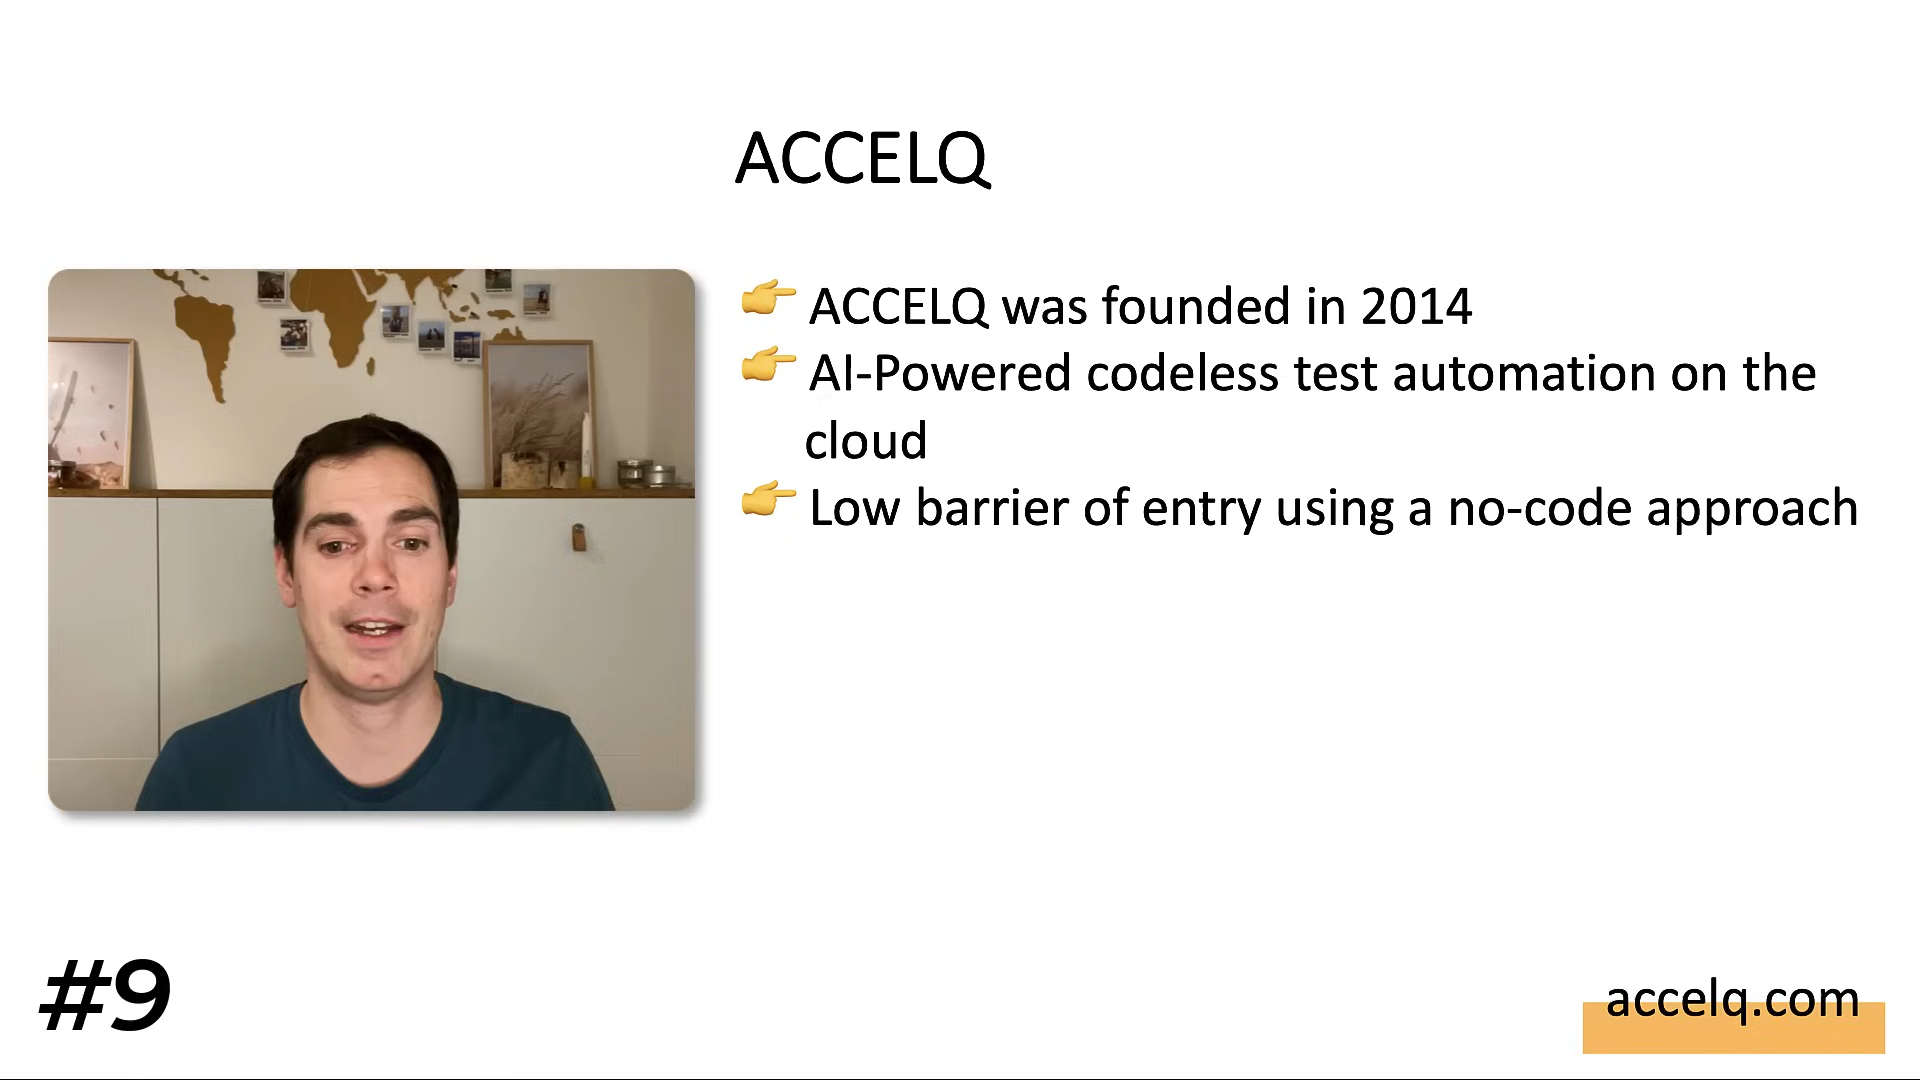 ACCELQ
👉 ACCELQ was founded in 2014
👉 AI-Powered codeless test automation on the
cloud
👉 Low barrier of entry using a no-code approach
#9
accelq.com